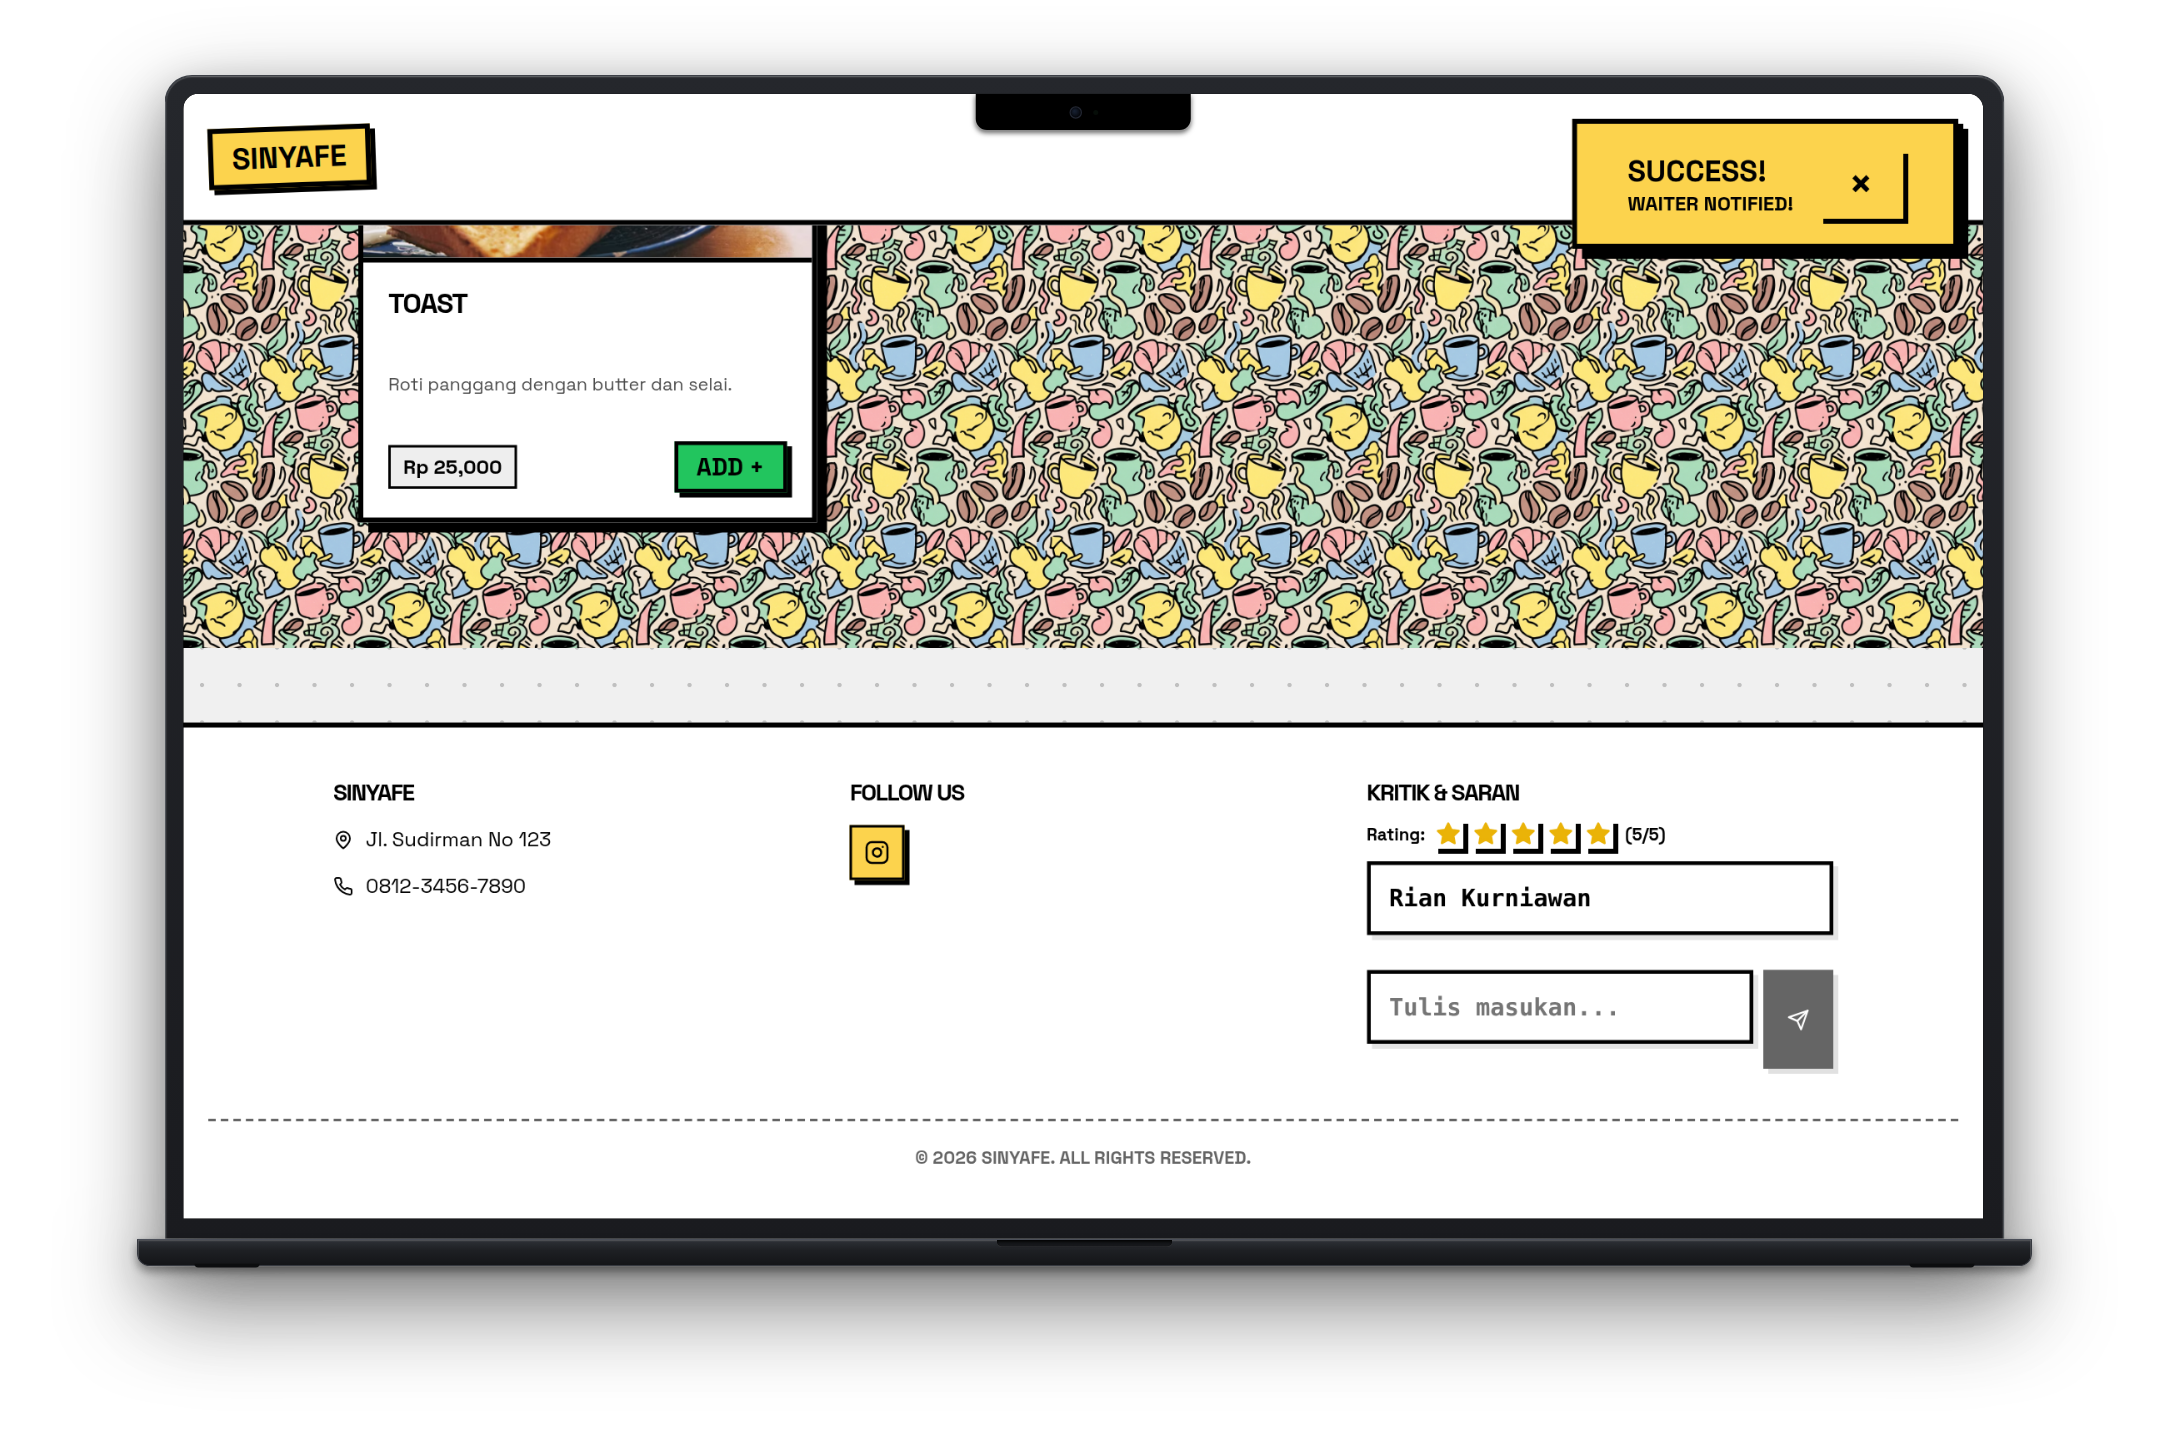 SINYAFE
SUCCESS!
WAITER NOTIFIED!
TOAST
Roti panggang dengan butter dan selai.
Rp 25,000
ADD +
SINYAFE
Jl. Sudirman No 123
0812-3456-7890
FOLLOW US
KRITIK & SARAN
Rating: (5/5)
Rian Kurniawan
Tulis masukan...
© 2026 SINYAFE. ALL RIGHTS RESERVED.